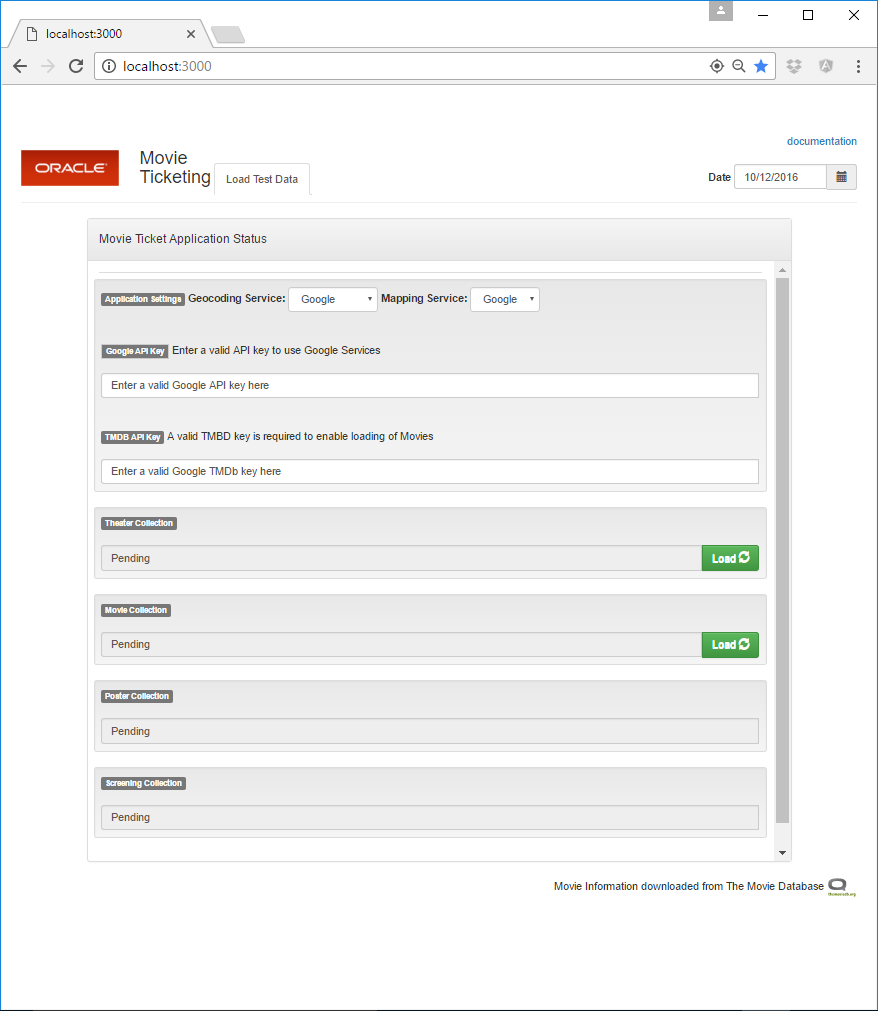 localhost:3000
localhost:3000
documentation
ORACLE
Movie
Ticketing
Load Test Data
Date 10/12/2016
Movie Ticket Application Status
Application Settings Geocoding Service: Google Mapping Service: Google
Google API Key Enter a valid API key to use Google Services
Enter a valid Google API key here
TMDB API Key A valid TMBD key is required to enable loading of Movies
Enter a valid Google TMDb key here
Theater Collection
Pending Load
Movie Collection
Pending Load
Poster Collection
Pending
Screening Collection
Pending
Movie Information downloaded from The Movie Database